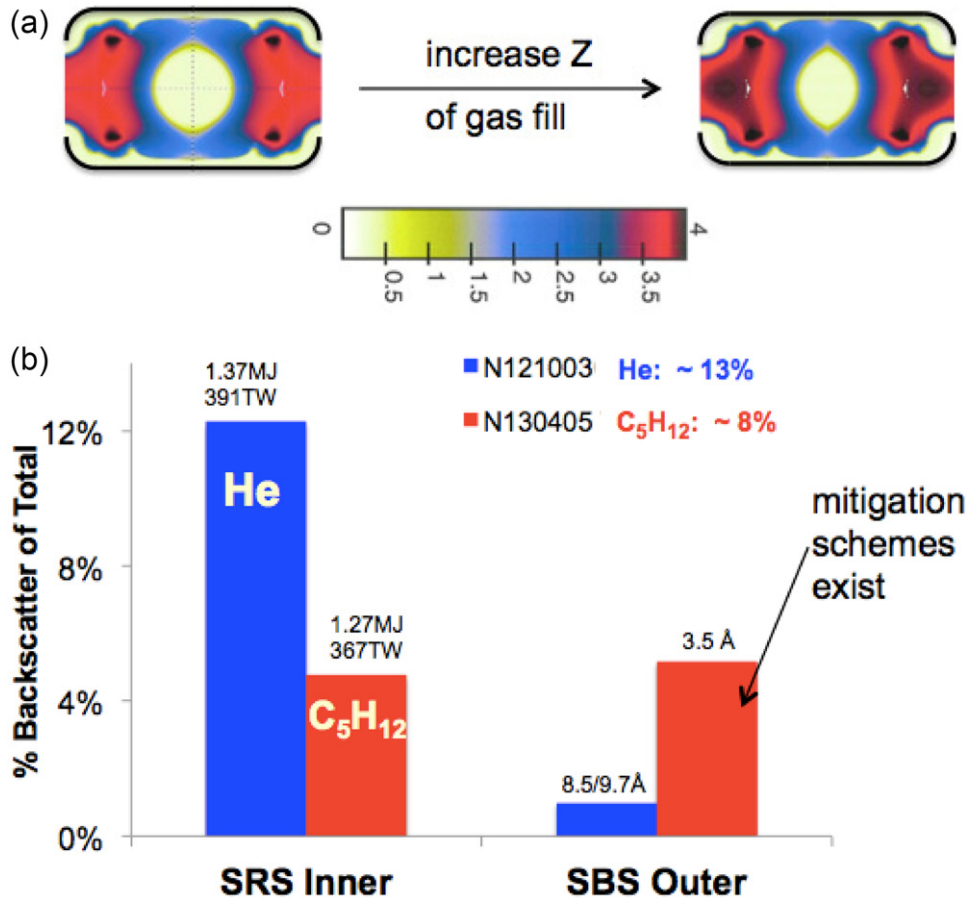 (a)
increase Z
of gas fill
0
0.5
1
1.5
2
2.5
3
3.5
4
(b)
% Backscatter of Total
12%
8%
4%
0%
1.37MJ
391TW
He
1.27MJ
367TW
C₅H₁₂
N121003 He: ~ 13%
N130405 C₅H₁₂: ~ 8%
mitigation
schemes
exist
8.5/9.7Å
3.5 Å
SRS Inner
SBS Outer